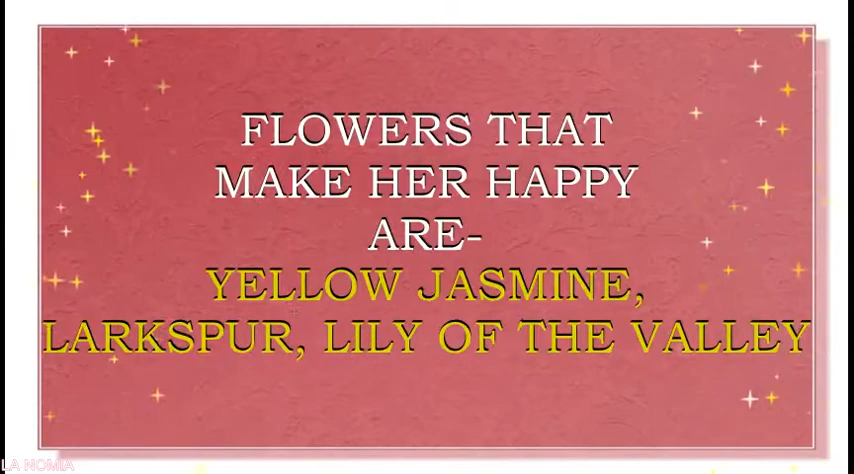 FLOWERS THAT
MAKE HER HAPPY
ARE-
YELLOW JASMINE,
LARKSPUR, LILY OF THE VALLEY
LA NOMIA